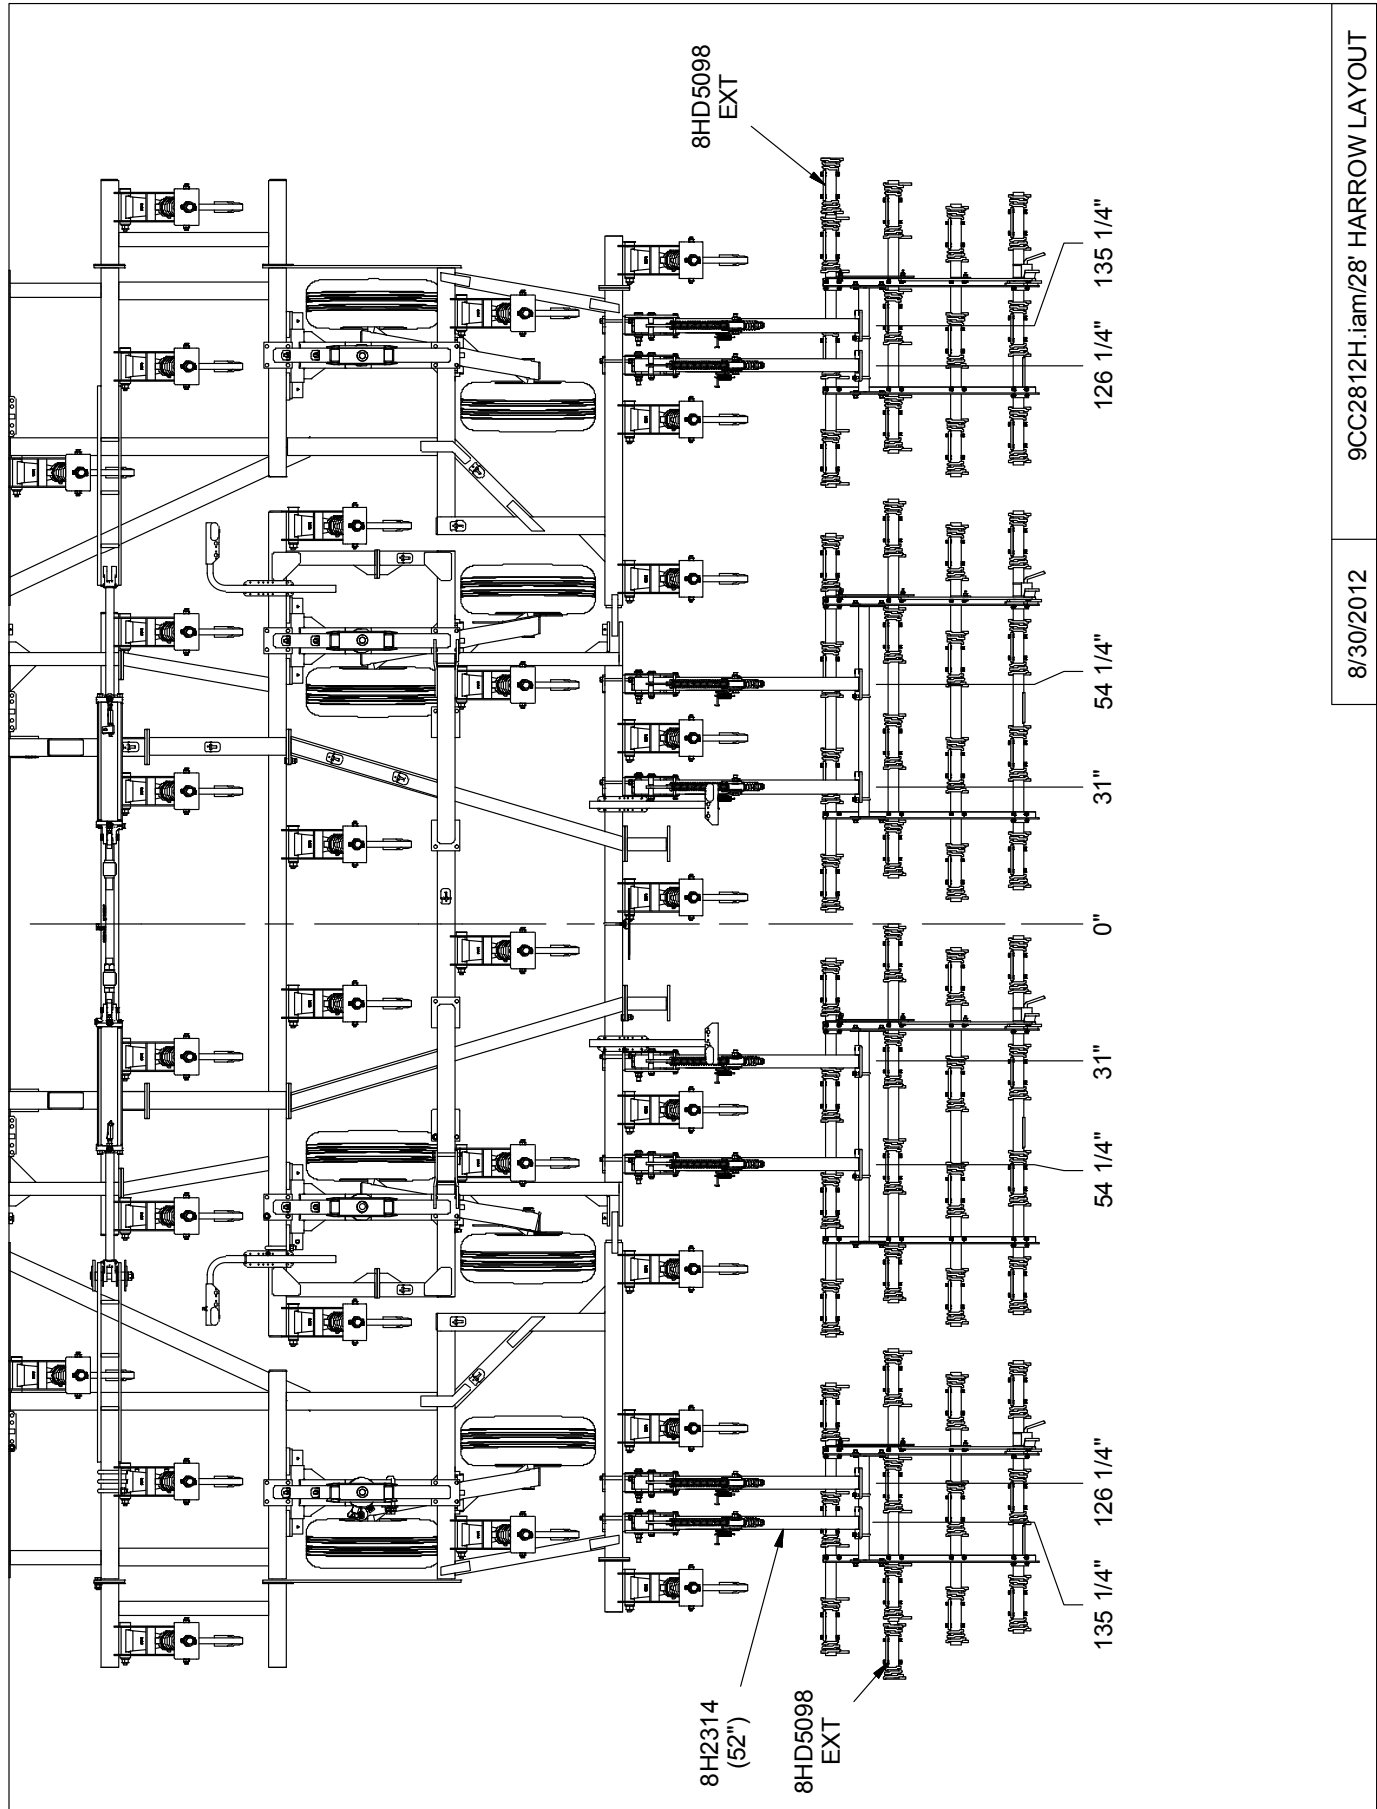 8H2314
(52")
8HD5098
EXT
8HD5098
EXT
135 1/4"
126 1/4"
54 1/4"
31"
0"
31"
54 1/4"
126 1/4"
135 1/4"
8/30/2012
9CC2812H.iam/28' HARROW LAYOUT